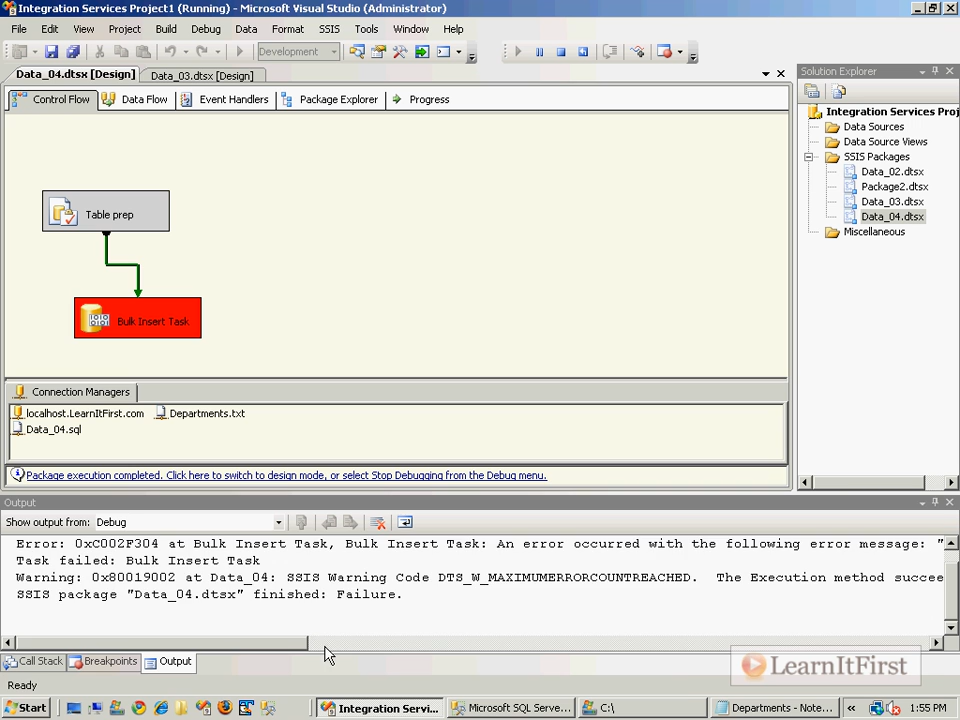 Integration Services Project1 (Running) - Microsoft Visual Studio (Administrator)
File Edit View Project Build Debug Data Format SSIS Tools Window Help
Development
Data_04.dtsx [Design] Data_03.dtsx [Design]
Solution Explorer
Control Flow Data Flow Event Handlers Package Explorer Progress
Integration Services Proj
Data Sources
Data Source Views
SSIS Packages
Data_02.dtsx
Package2.dtsx
Data_03.dtsx
Data_04.dtsx
Miscellaneous
Table prep
Bulk Insert Task
Connection Managers
localhost.LearnItFirst.com Departments.txt
Data_04.sql
Package execution completed. Click here to switch to design mode, or select Stop Debugging from the Debug menu.
Output
Show output from: Debug
Error: 0xC002F304 at Bulk Insert Task, Bulk Insert Task: An error occurred with the following error message: "
Task failed: Bulk Insert Task
Warning: 0x80019002 at Data_04: SSIS Warning Code DTS_W_MAXIMUMERRORCOUNTREACHED.  The Execution method succee
SSIS package "Data_04.dtsx" finished: Failure.
Call Stack Breakpoints Output
LearnItFirst
Ready
Start Integration Servi... Microsoft SQL Serve... C:\ Departments - Note... « 1:55 PM